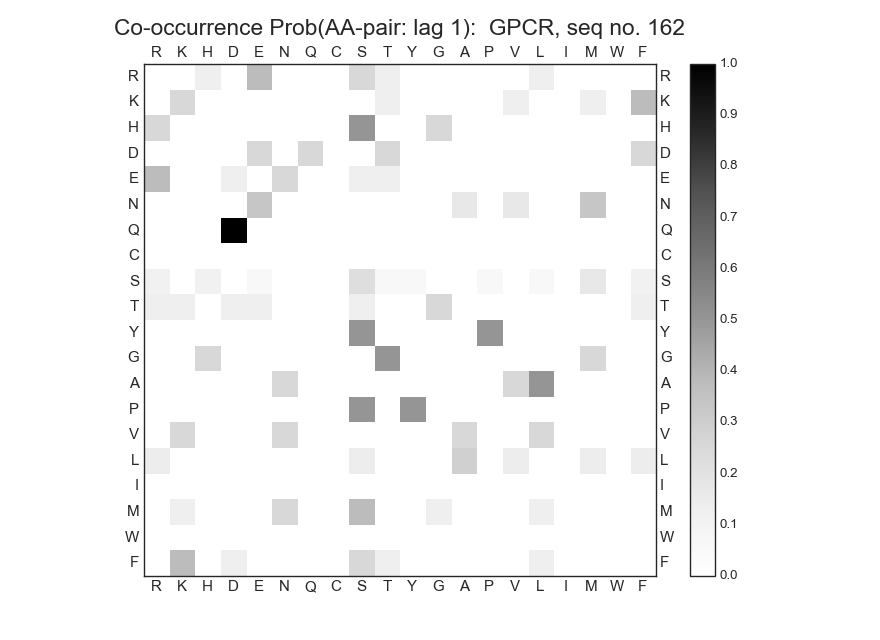 Co-occurrence Prob(AA-pair: lag 1):  GPCR, seq no. 162
R K H D E N Q C S T Y G A P V L I M W F
R R 1.0
K K 0.9
H H
D D 0.8
E E
N N 0.7
Q Q
C C 0.6
S S
T T 0.5
Y Y
G G 0.4
A A
P P 0.3
V V
L L 0.2
I I
M M 0.1
W W
F F 0.0
R K H D E N Q C S T Y G A P V L I M W F